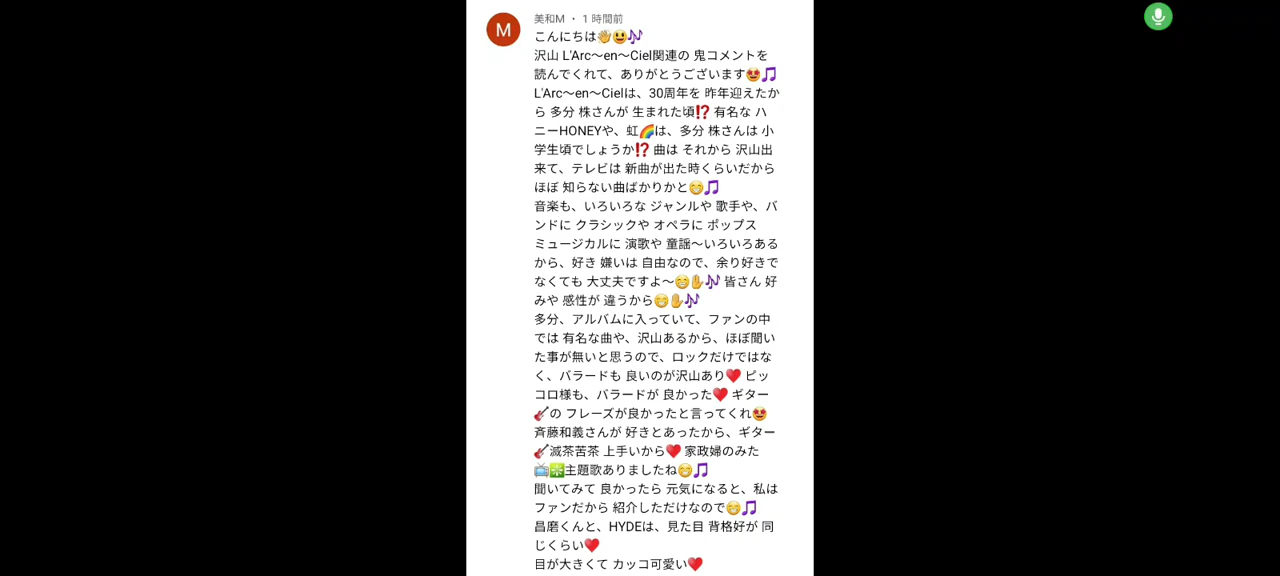 M
美和M ・ 1 時間前
こんにちは👋😃🎶
沢山 L'Arc〜en〜Ciel関連の 鬼コメントを
読んでくれて、ありがとうございます🤩🎵
L'Arc〜en〜Cielは、30周年を 昨年迎えたか
ら 多分 株さんが 生まれた頃⁉️ 有名な ハ
ニーHONEYや、虹🌈は、多分 株さんは 小
学生頃でしょうか⁉️ 曲は それから 沢山出
来て、テレビは 新曲が出た時くらいだから
ほぼ 知らない曲ばかりかと😁🎵
音楽も、いろいろな ジャンルや 歌手や、バ
ンドに クラシックや オペラに ポップス
ミュージカルに 演歌や 童謡〜いろいろある
から、好き 嫌いは 自由なので、余り好きで
なくても 大丈夫ですよ〜😁✋🎶 皆さん 好
みや 感性が 違うから😁✋🎶
多分、アルバムに入っていて、ファンの中
では 有名な曲や、沢山あるから、ほぼ聞い
た事が無いと思うので、ロックだけではな
く、バラードも 良いのが沢山あり❤️ ピッ
コロ様も、バラードが 良かった❤️ ギター
🎸の フレーズが良かったと言ってくれ🤩
斉藤和義さんが 好きとあったから、ギター
🎸滅茶苦茶 上手いから❤️ 家政婦のみた
📺❇️主題歌ありましたね😁🎵
聞いてみて 良かったら 元気になると、私は
ファンだから 紹介しただけなので😁🎵
昌磨くんと、HYDEは、見た目 背格好が 同
じくらい❤️
目が大きくて カッコ可愛い❤️